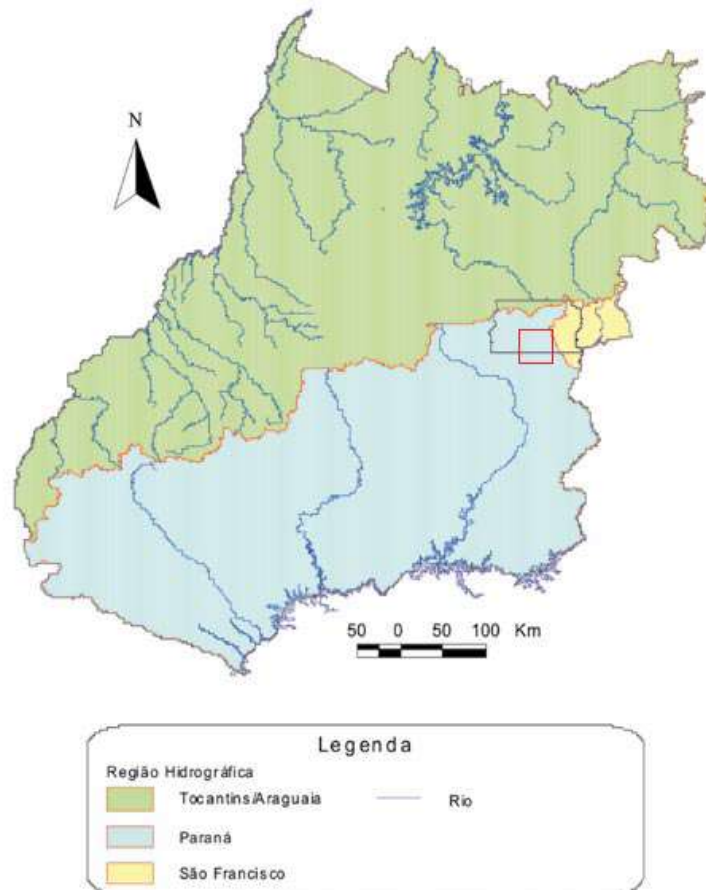 N
50 0 50 100 Km
Legenda
Região Hidrográfica
Tocantins/Araguaia
Rio
Paraná
São Francisco